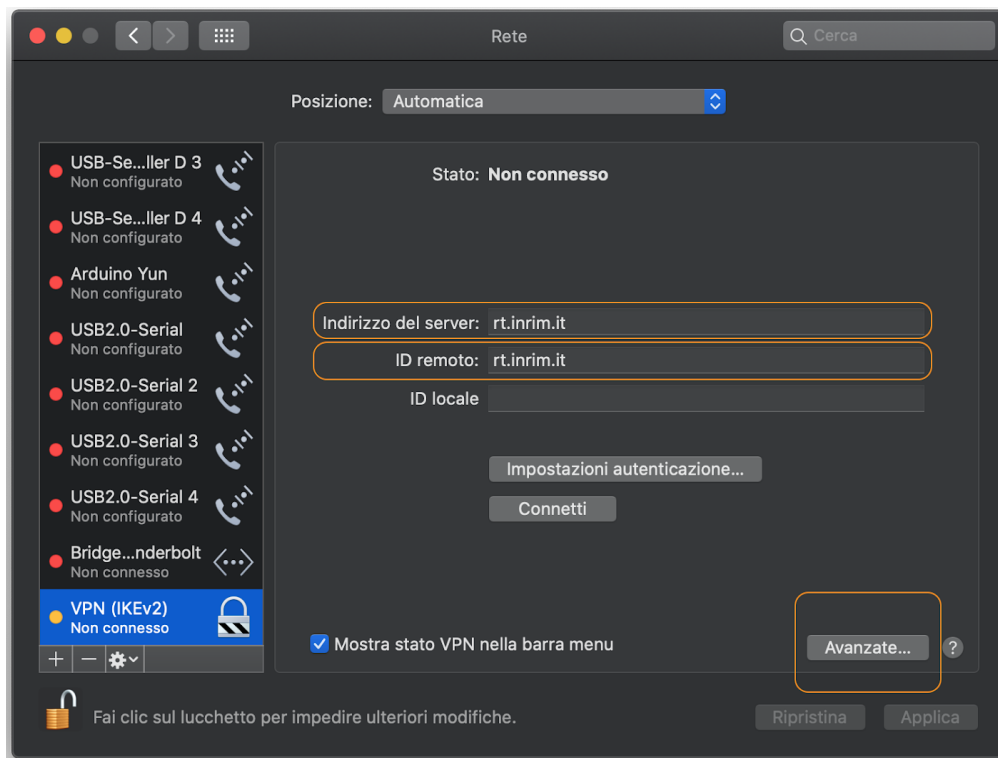 Rete
Cerca
Posizione: Automatica
USB-Se...ller D 3
Non configurato
USB-Se...ller D 4
Non configurato
Arduino Yun
Non configurato
USB2.0-Serial
Non configurato
USB2.0-Serial 2
Non configurato
USB2.0-Serial 3
Non configurato
USB2.0-Serial 4
Non configurato
Bridge...nderbolt
Non connesso
VPN (IKEv2)
Non connesso
Stato: Non connesso
Indirizzo del server: rt.inrim.it
ID remoto: rt.inrim.it
ID locale
Impostazioni autenticazione...
Connetti
Mostra stato VPN nella barra menu
Avanzate... ?
Fai clic sul lucchetto per impedire ulteriori modifiche.
Ripristina Applica